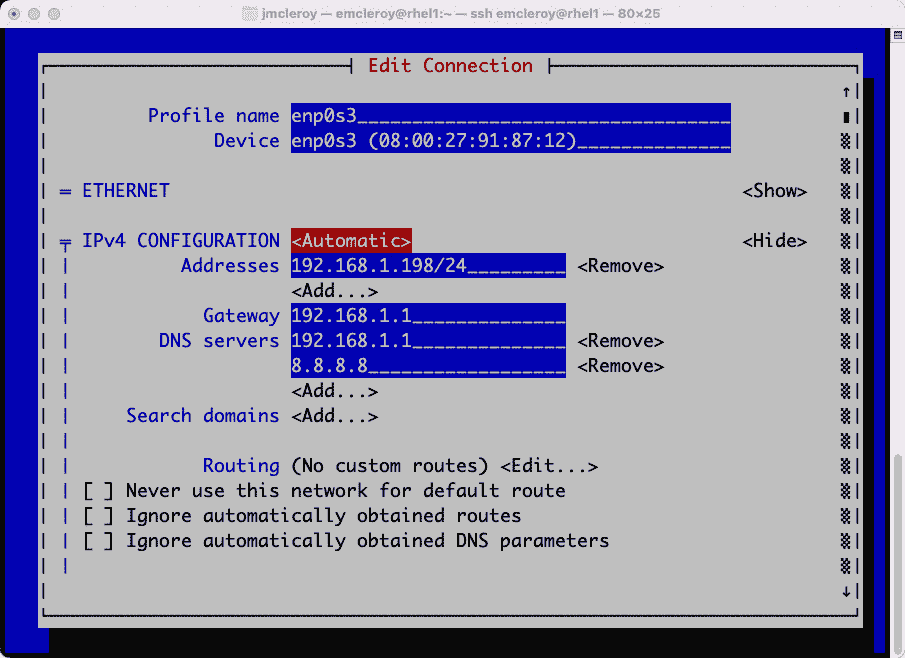 jmcleroy — emcleroy@rhel1:~ — ssh emcleroy@rhel1 — 80×25
Edit Connection
Profile name enp0s3
Device enp0s3 (08:00:27:91:87:12)
= ETHERNET <Show>
IPv4 CONFIGURATION <Automatic> <Hide>
Addresses 192.168.1.198/24 <Remove>
<Add...>
Gateway 192.168.1.1
DNS servers 192.168.1.1 <Remove>
8.8.8.8 <Remove>
<Add...>
Search domains <Add...>
Routing (No custom routes) <Edit...>
[ ] Never use this network for default route
[ ] Ignore automatically obtained routes
[ ] Ignore automatically obtained DNS parameters